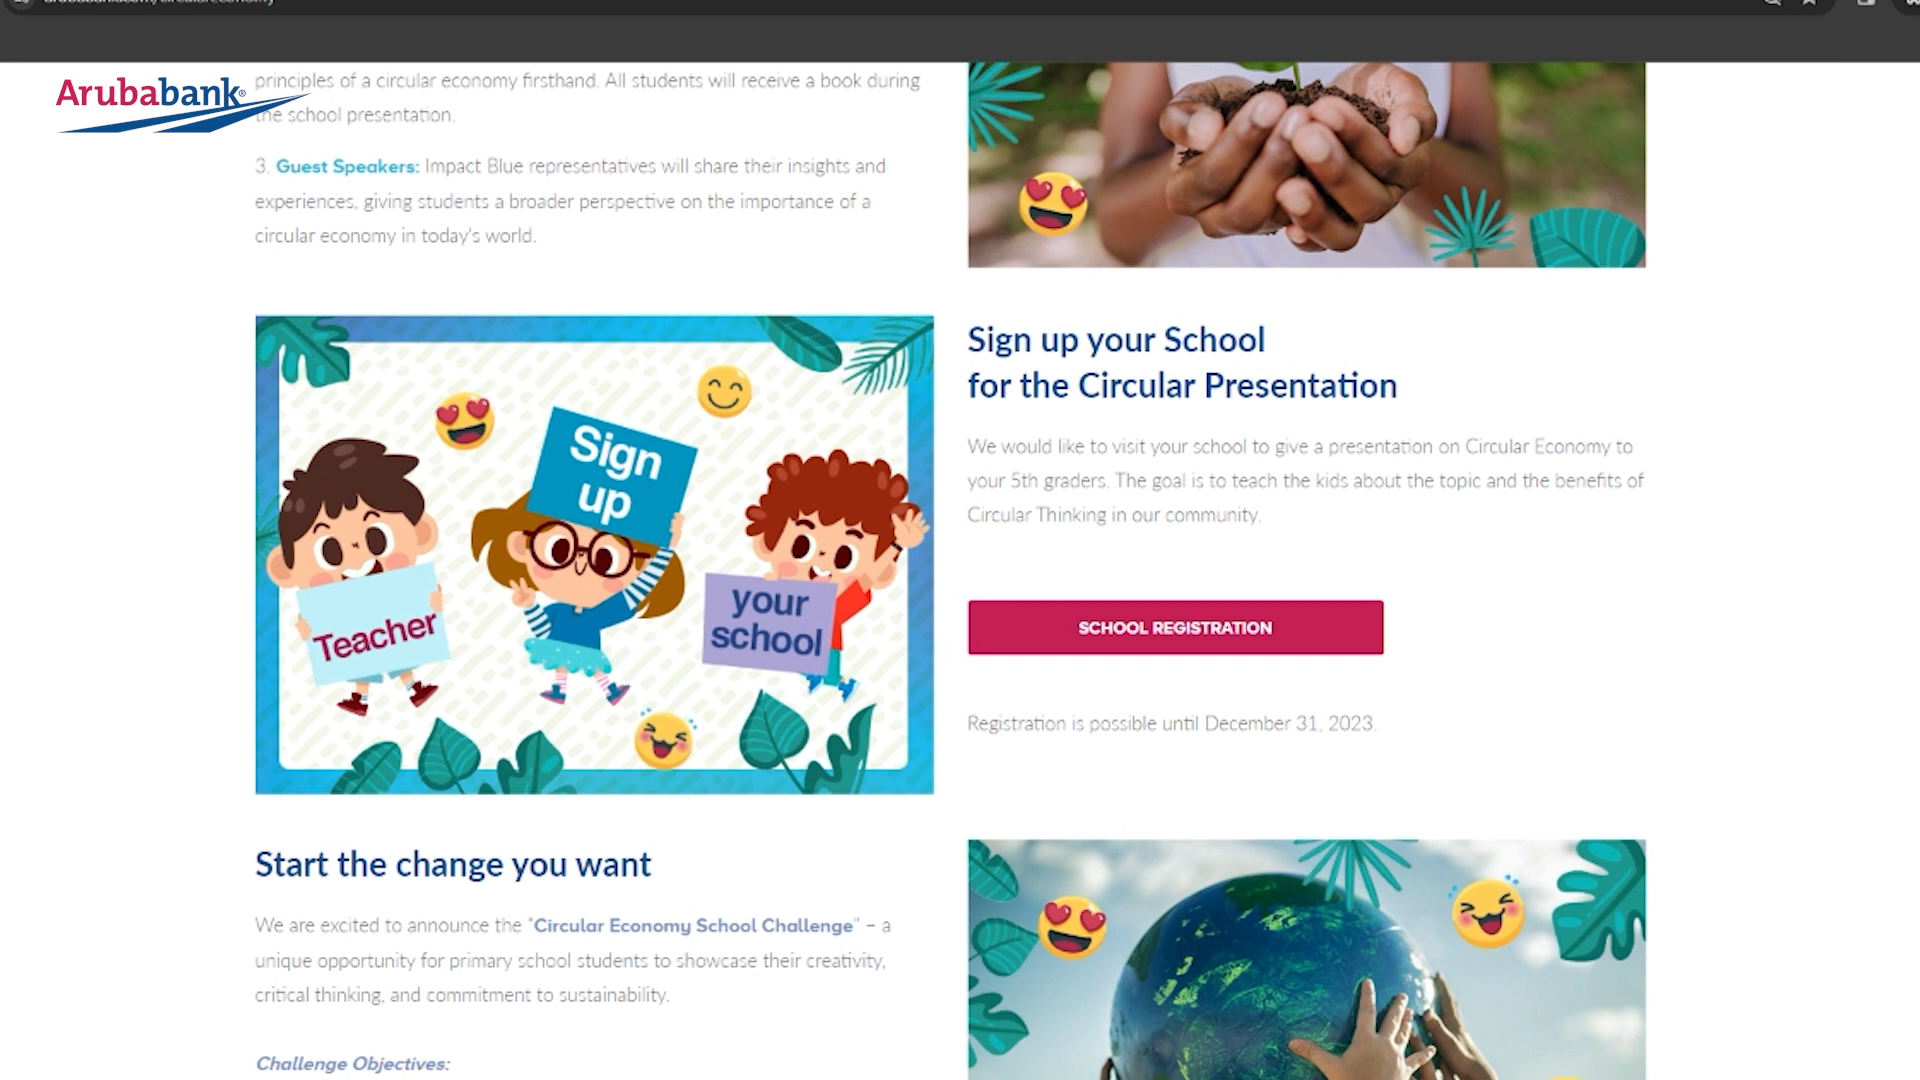 Arubabank®
principles of a circular economy firsthand. All students will receive a book during
the school presentation.
3. Guest Speakers: Impact Blue representatives will share their insights and
experiences, giving students a broader perspective on the importance of a
circular economy in today's world.
Sign
up
Teacher
your
school
Sign up your School
for the Circular Presentation
We would like to visit your school to give a presentation on Circular Economy to
your 5th graders. The goal is to teach the kids about the topic and the benefits of
Circular Thinking in our community.
SCHOOL REGISTRATION
Registration is possible until December 31, 2023.
Start the change you want
We are excited to announce the "Circular Economy School Challenge" – a
unique opportunity for primary school students to showcase their creativity,
critical thinking, and commitment to sustainability.
Challenge Objectives: